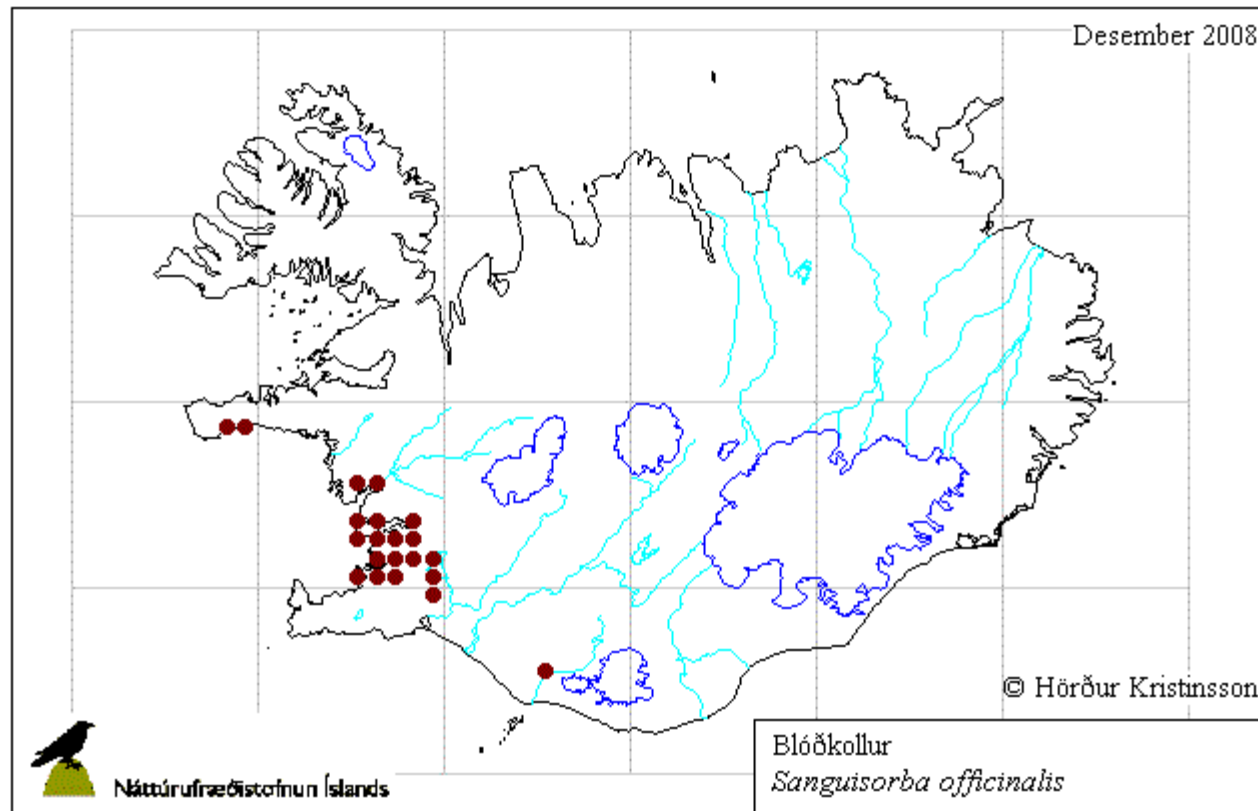 Desember 2008
© Hörður Kristinsson
Blóðkollur
Sanguisorba officinalis
Náttúrufræðistofnun Íslands